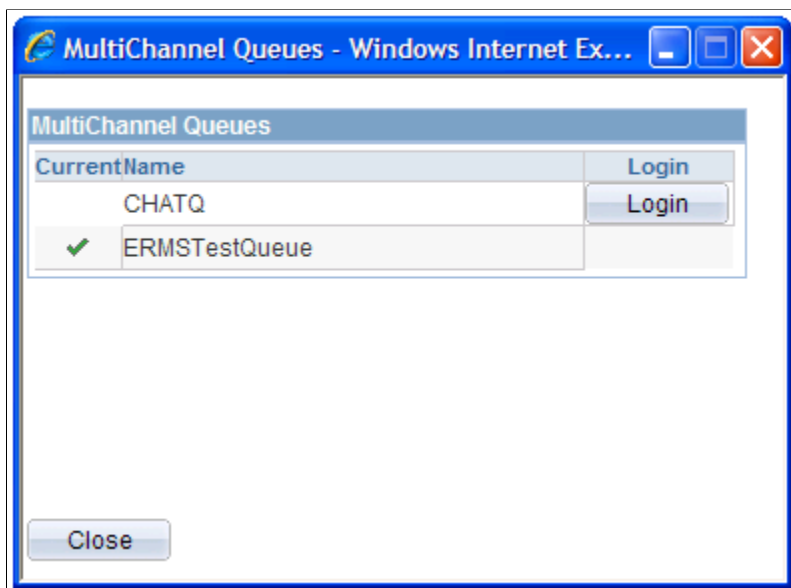 MultiChannel Queues - Windows Internet Ex...
MultiChannel Queues
Current Name Login
CHATQ Login
ERMSTestQueue
Close